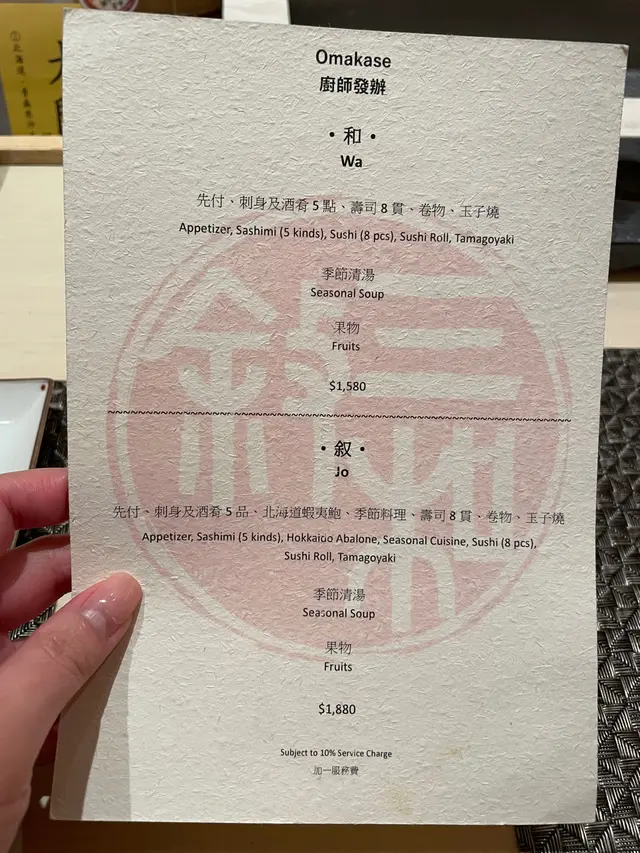 Omakase
廚師發辦
• 和 •
Wa
先付、刺身及酒肴 5 點、壽司 8 貫、卷物、玉子燒
Appetizer, Sashimi (5 kinds), Sushi (8 pcs), Sushi Roll, Tamagoyaki
季節清湯
Seasonal Soup
果物
Fruits
$1,580
• 叙 •
Jo
先付、刺身及酒肴 5 品、北海道蝦夷鮑、季節料理、壽司 8 貫、卷物、玉子燒
Appetizer, Sashimi (5 kinds), Hokkaido Abalone, Seasonal Cuisine, Sushi (8 pcs),
Sushi Roll, Tamagoyaki
季節清湯
Seasonal Soup
果物
Fruits
$1,880
Subject to 10% Service Charge
加一服務費